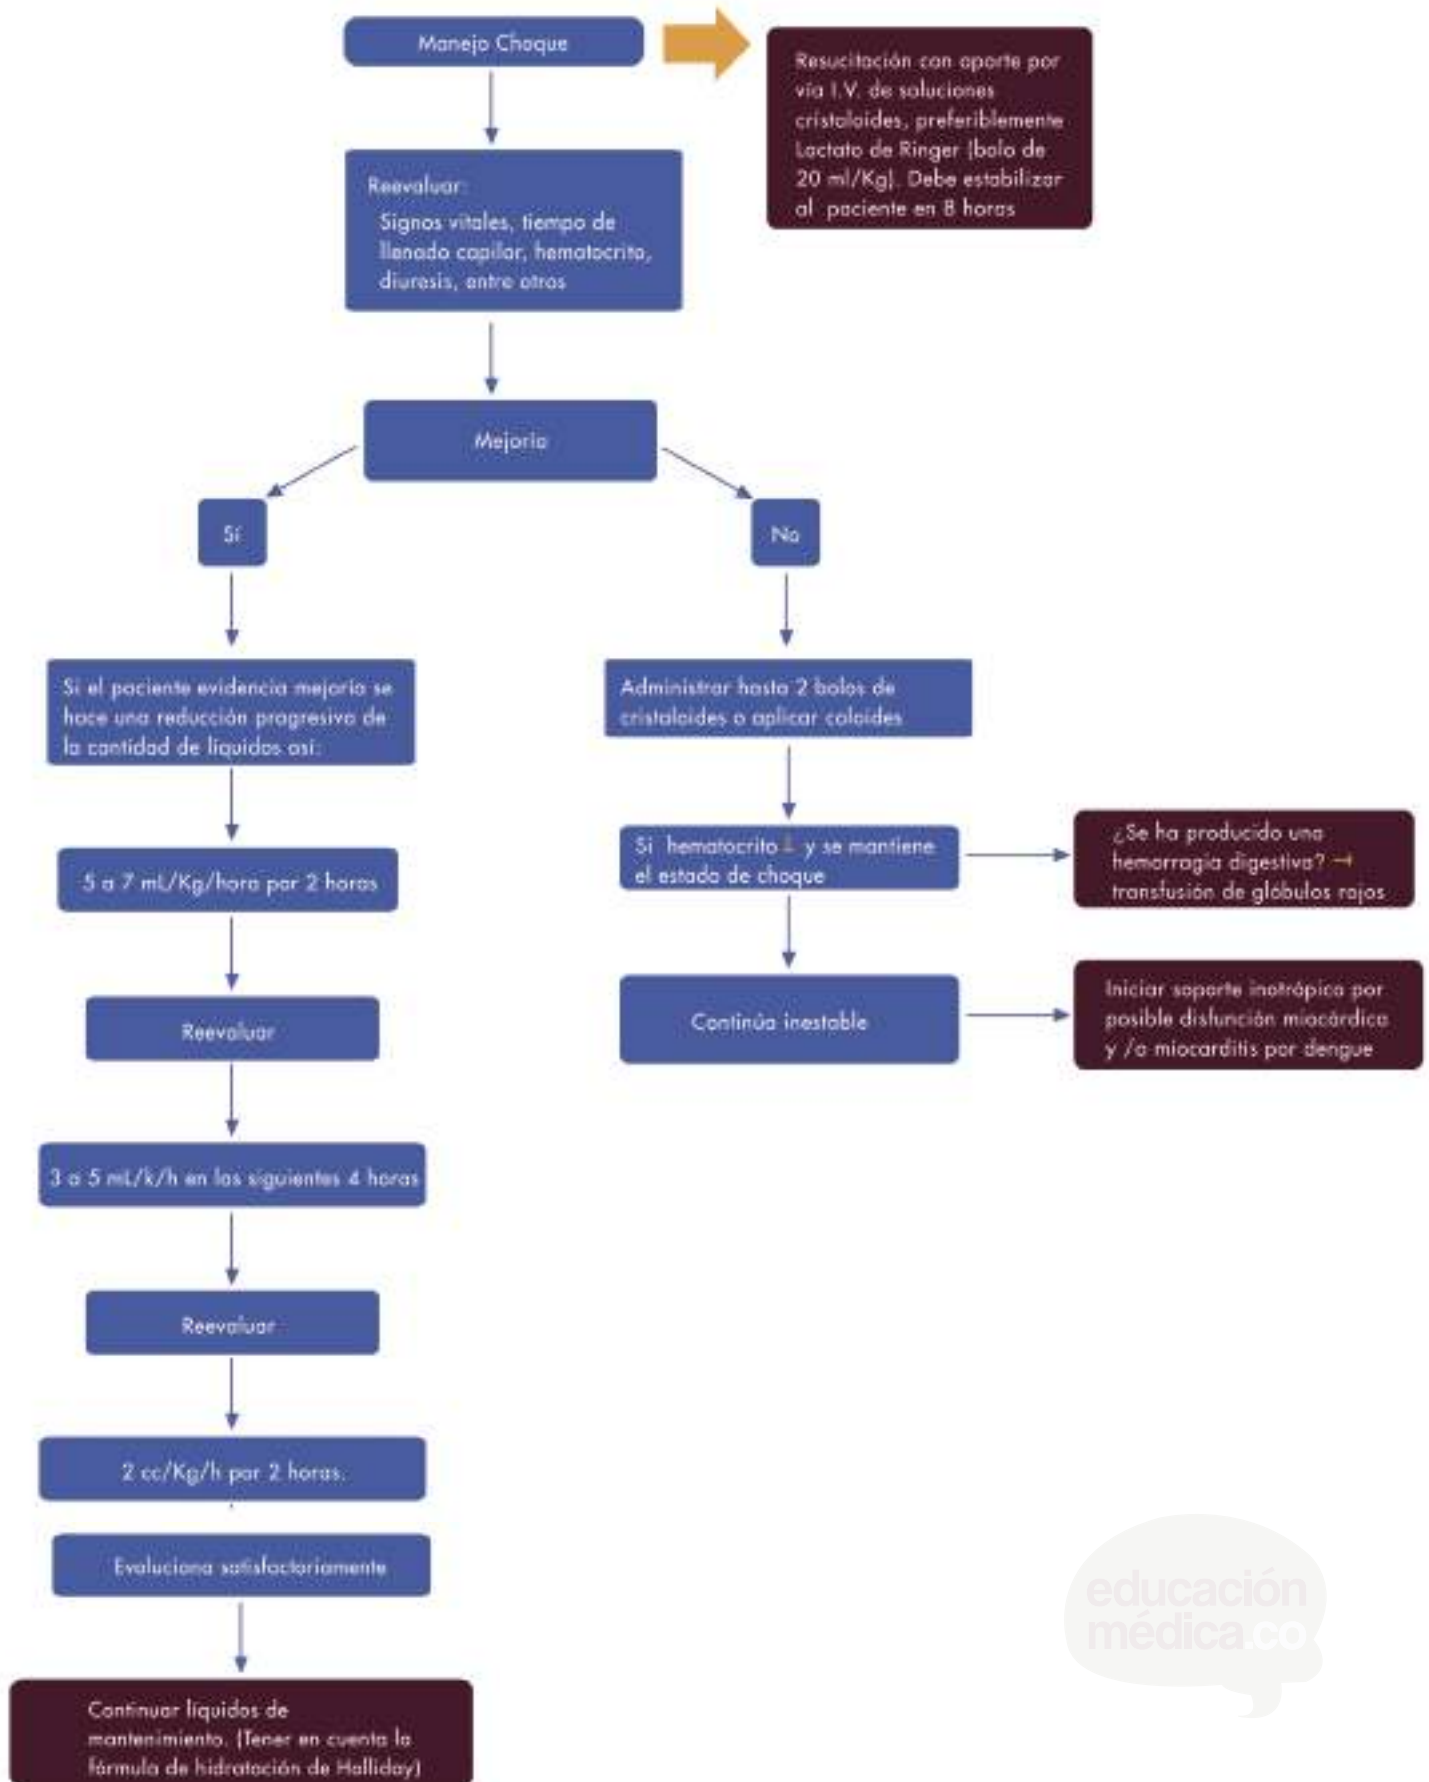 Manejo Choque
Resucitación con aporte por
vía I.V. de soluciones
cristaloides, preferiblemente
Lactato de Ringer (bolo de
20 ml/Kg). Debe estabilizar
al paciente en 8 horas
Reevaluar:
Signos vitales, tiempo de
llenado capilar, hematocrito,
diuresis, entre otros
Mejoría
Sí
No
Si el paciente evidencia mejoría se
hace una reducción progresiva de
la cantidad de líquidos así:
Administrar hasta 2 bolos de
cristaloides o aplicar coloides
5 a 7 mL/Kg/hora por 2 horas
Si hematocrito ↓ y se mantiene
el estado de choque
¿Se ha producido una
hemorragia digestiva? →
transfusión de glóbulos rojos
Reevaluar
Continúa inestable
Iniciar soporte inotrópico por
posible disfunción miocárdica
y /o miocarditis por dengue
3 a 5 mL/k/h en las siguientes 4 horas
Reevaluar
2 cc/Kg/h por 2 horas.
Evoluciona satisfactoriamente
Continuar líquidos de
mantenimiento. (Tener en cuenta la
fórmula de hidratación de Halliday)
educación
médica.co